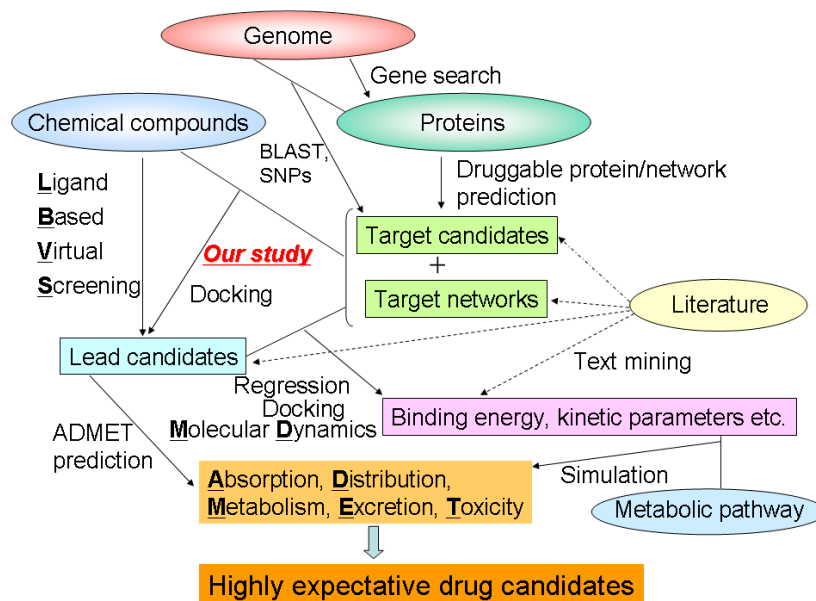 Genome
Gene search
Chemical compounds
Proteins
BLAST,
SNPs
Druggable protein/network
prediction
Ligand
Based
Virtual
Screening
Our study
Docking
Target candidates
+
Target networks
Literature
Lead candidates
Text mining
Regression
Docking
Molecular Dynamics
Binding energy, kinetic parameters etc.
ADMET
prediction
Absorption, Distribution,
Metabolism, Excretion, Toxicity
Simulation
Metabolic pathway
Highly expectative drug candidates